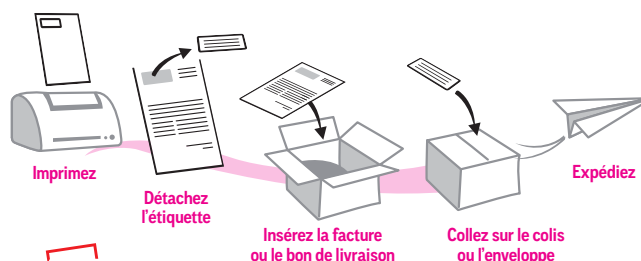 Imprimez
Détachez
l'étiquette
Insérez la facture
ou le bon de livraison
Collez sur le colis
ou l'enveloppe
Expédiez